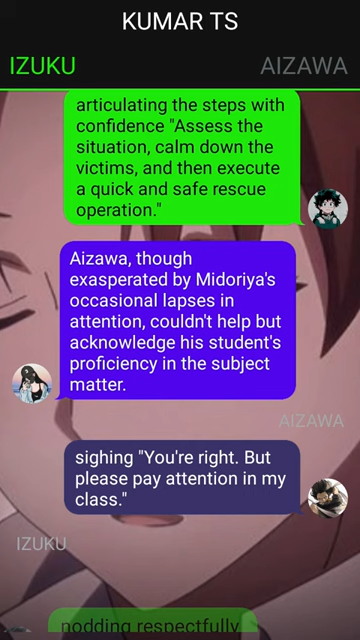 KUMAR TS
IZUKU
AIZAWA
articulating the steps with
confidence "Assess the
situation, calm down the
victims, and then execute
a quick and safe rescue
operation."
Aizawa, though
exasperated by Midoriya's
occasional lapses in
attention, couldn't help but
acknowledge his student's
proficiency in the subject
matter.
AIZAWA
sighing "You're right. But
please pay attention in my
class."
IZUKU
nodding respectfully